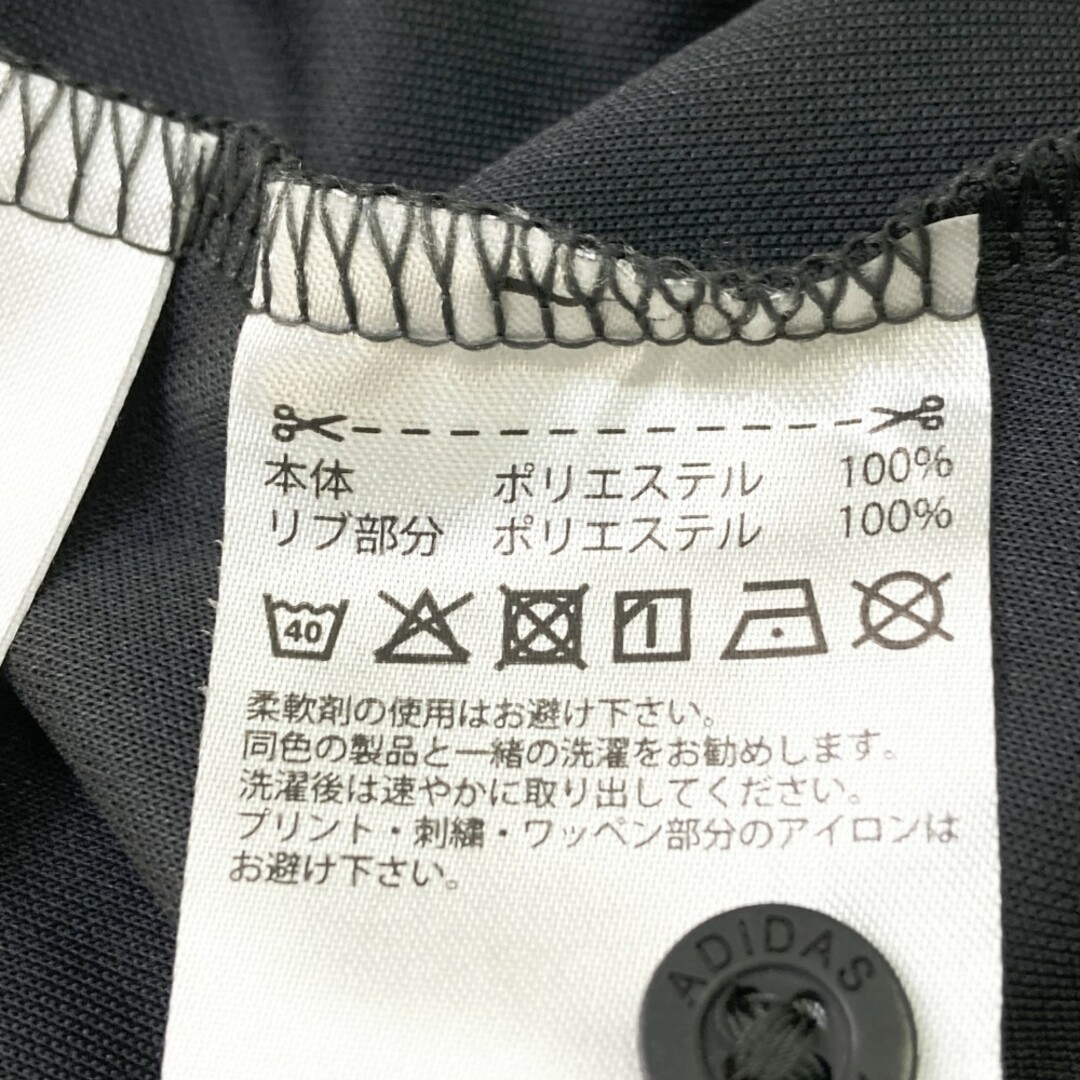 本体 ポリエステル 100%
リブ部分 ポリエステル 100%
40
柔軟剤の使用はお避け下さい。
同色の製品と一緒の洗濯をお勧めします。
洗濯後は速やかに取り出してください。
プリント・刺繍・ワッペン部分のアイロンは
お避け下さい。
ADIDAS